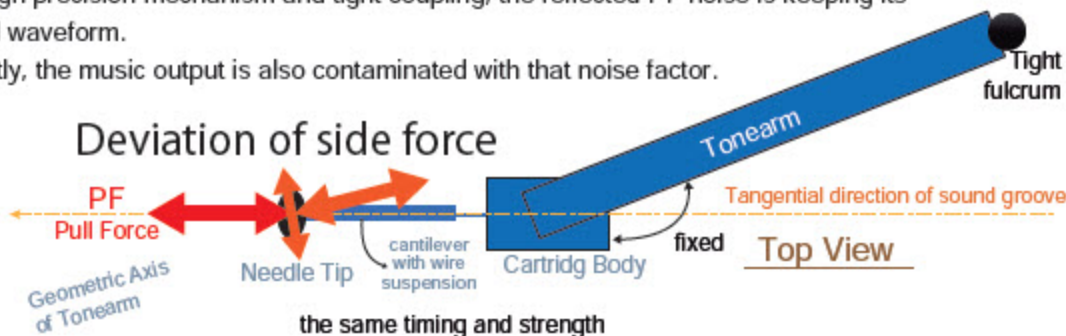 waveform.
tly, the music output is also contaminated with that noise factor.
Tight
fulcrum
Deviation of side force
Tonearm
PF
Pull Force
Tangential direction of sound groove
cantilever
with wire
suspension
fixed
Top View
Needle Tip
Cartridg Body
Geometric Axis
of Tonearm
the same timing and strength